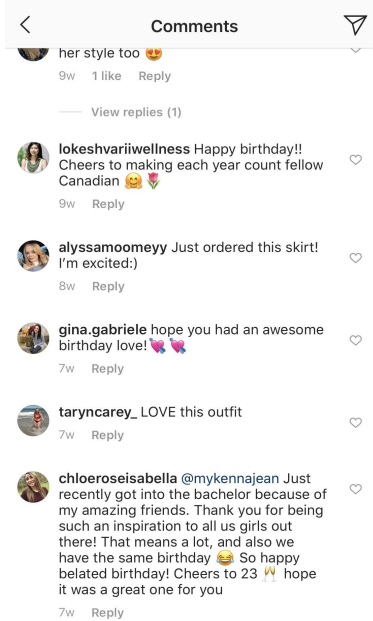 Comments
her style too 😍
9w 1 like Reply
View replies (1)
lokeshvariiwellness Happy birthday!!
Cheers to making each year count fellow
Canadian 🤗🌷
9w Reply
alyssamoomeyy Just ordered this skirt!
I'm excited:)
8w Reply
gina.gabriele hope you had an awesome
birthday love!💘 💘
7w Reply
taryncarey_ LOVE this outfit
7w Reply
chloeroseisabella @mykennajean Just
recently got into the bachelor because of
my amazing friends. Thank you for being
such an inspiration to all us girls out
there! That means a lot, and also we
have the same birthday 😂 So happy
belated birthday! Cheers to 23 🥂 hope
it was a great one for you
7w Reply